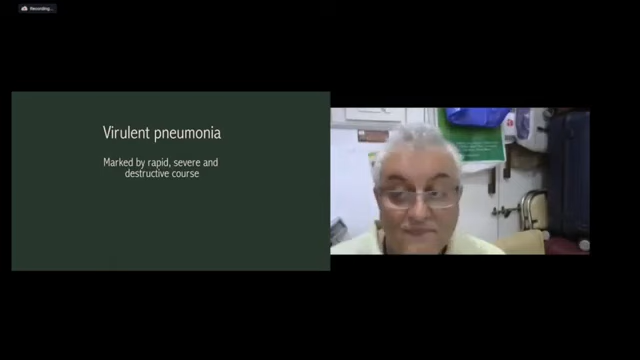 Recording...
Virulent pneumonia
Marked by rapid, severe and
destructive course